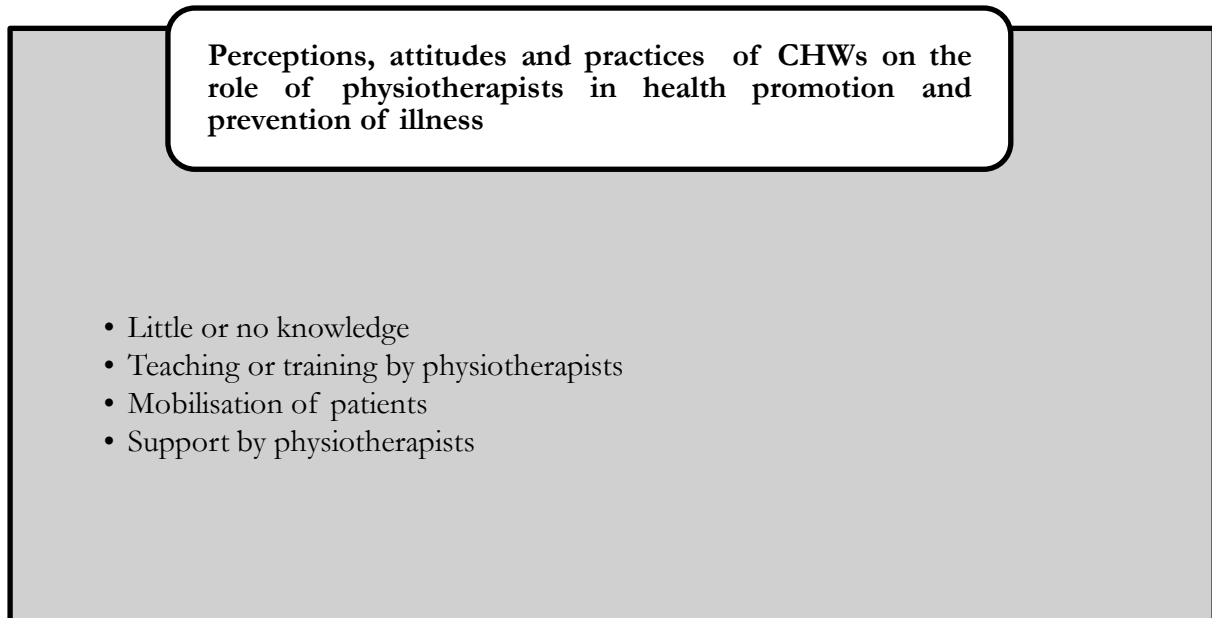 Perceptions, attitudes and practices of CHWs on the
role of physiotherapists in health promotion and
prevention of illness
• Little or no knowledge
• Teaching or training by physiotherapists
• Mobilisation of patients
• Support by physiotherapists